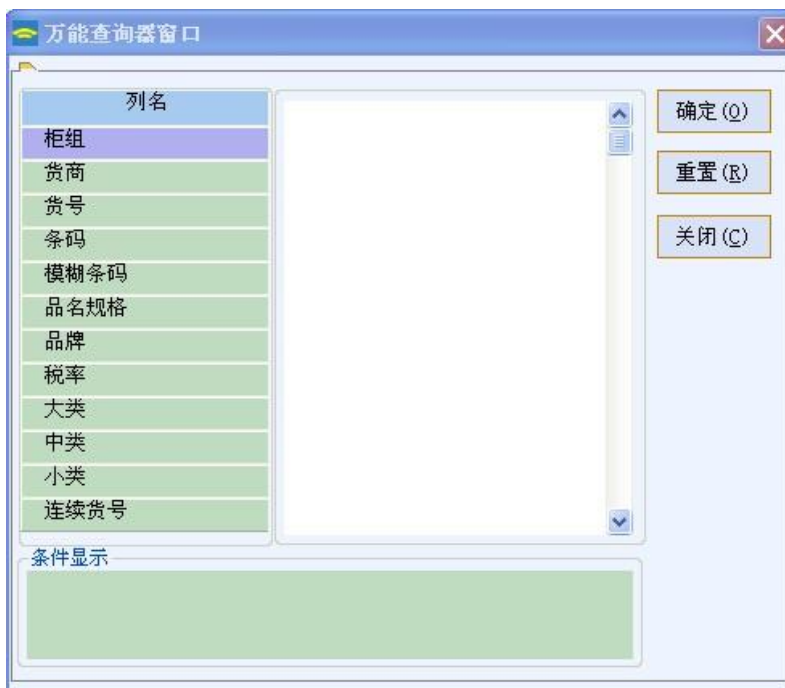 万能查询器窗口
列名
柜组
货商
货号
条码
模糊条码
品名规格
品牌
税率
大类
中类
小类
连续货号
确定(O)
重置(R)
关闭(C)
条件显示